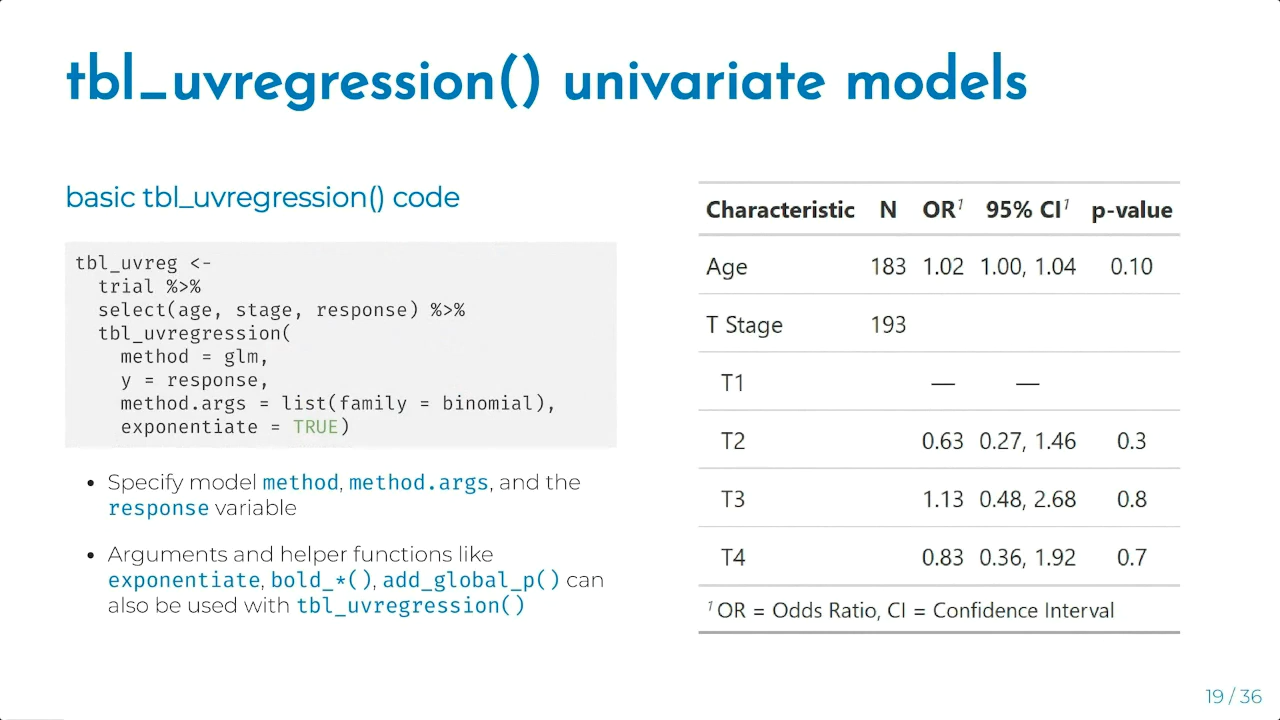 tbl_uvregression() univariate models
basic tbl_uvregression() code
tbl_uvreg <-
  trial %>%
  select(age, stage, response) %>%
  tbl_uvregression(
    method = glm,
    y = response,
    method.args = list(family = binomial),
    exponentiate = TRUE)
• Specify model method, method.args, and the
response variable
• Arguments and helper functions like
exponentiate, bold_*(), add_global_p() can
also be used with tbl_uvregression()
Characteristic N OR¹ 95% CI¹ p-value
Age 183 1.02 1.00, 1.04 0.10
T Stage 193
T1 — —
T2 0.63 0.27, 1.46 0.3
T3 1.13 0.48, 2.68 0.8
T4 0.83 0.36, 1.92 0.7
¹ OR = Odds Ratio, CI = Confidence Interval
19 / 36